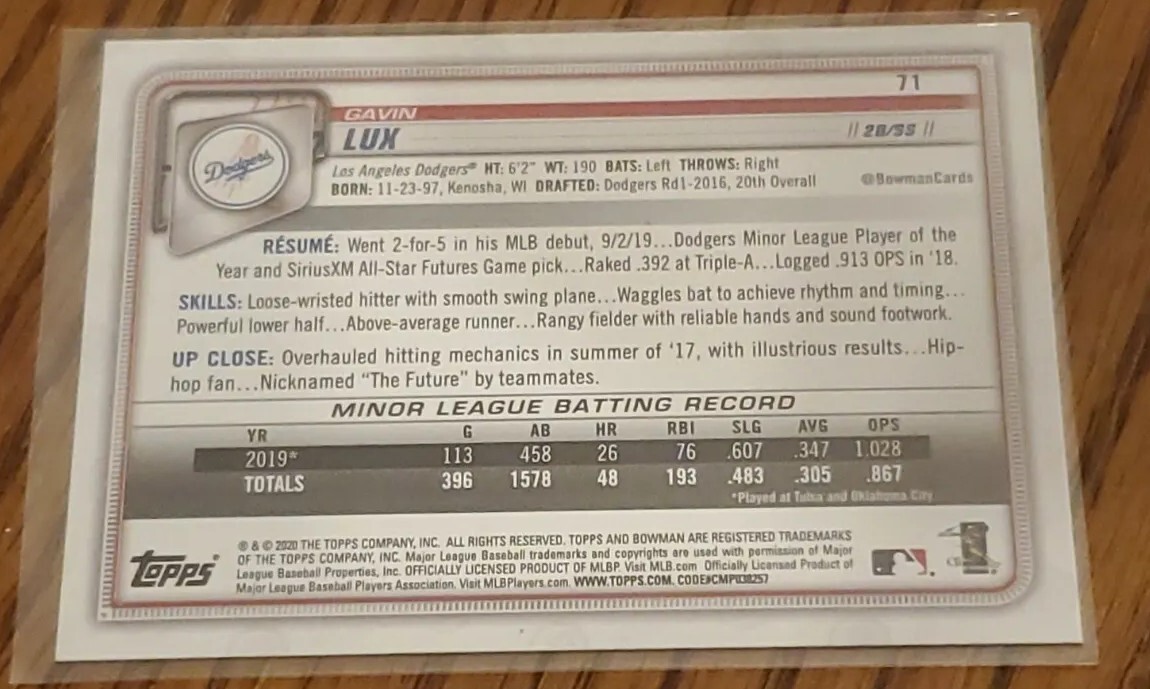 71
GAVIN
LUX
// 2B/SS //
Dodgers
Los Angeles Dodgers® HT: 6'2" WT: 190 BATS: Left THROWS: Right
BORN: 11-23-97, Kenosha, WI DRAFTED: Dodgers Rd1-2016, 20th Overall
@BowmanCards
RÉSUMÉ: Went 2-for-5 in his MLB debut, 9/2/19...Dodgers Minor League Player of the
Year and SiriusXM All-Star Futures Game pick...Raked .392 at Triple-A...Logged .913 OPS in '18.
SKILLS: Loose-wristed hitter with smooth swing plane...Waggles bat to achieve rhythm and timing...
Powerful lower half...Above-average runner...Rangy fielder with reliable hands and sound footwork.
UP CLOSE: Overhauled hitting mechanics in summer of '17, with illustrious results...Hip-
hop fan...Nicknamed "The Future" by teammates.
MINOR LEAGUE BATTING RECORD
YR G AB HR RBI SLG AVG OPS
2019* 113 458 26 76 .607 .347 1.028
TOTALS 396 1578 48 193 .483 .305 .867
*Played at Tulsa and Oklahoma City
Topps®
® & © 2020 THE TOPPS COMPANY, INC. ALL RIGHTS RESERVED. TOPPS AND BOWMAN ARE REGISTERED TRADEMARKS
OF THE TOPPS COMPANY, INC. Major League Baseball trademarks and copyrights are used with permission of Major
League Baseball Properties, Inc. OFFICIALLY LICENSED PRODUCT OF MLBP. Visit MLB.com Officially Licensed Product of
Major League Baseball Players Association. Visit MLBPlayers.com. WWW.TOPPS.COM. CODE#CMP038257